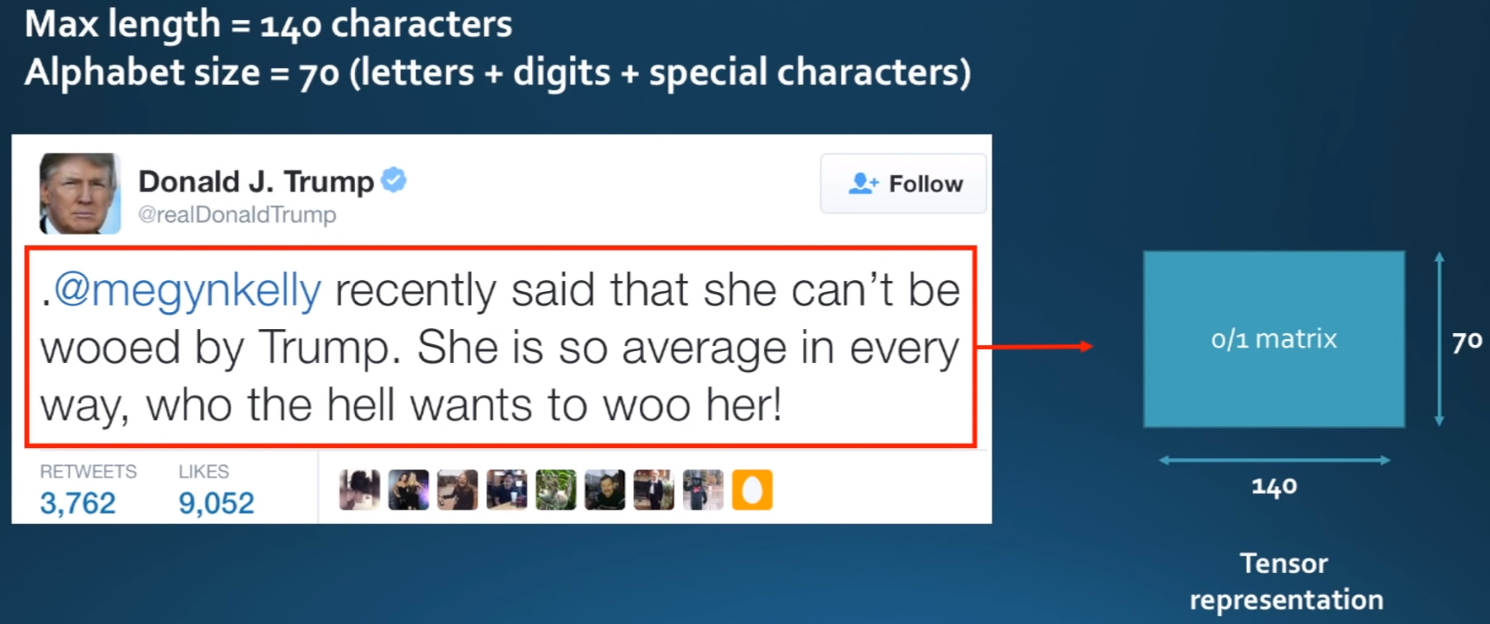 Max length = 140 characters
Alphabet size = 70 (letters + digits + special characters)
Donald J. Trump
@realDonaldTrump
Follow
.@megynkelly recently said that she can't be
wooed by Trump. She is so average in every
way, who the hell wants to woo her!
RETWEETS LIKES
3,762 9,052
0/1 matrix
70
140
Tensor
representation